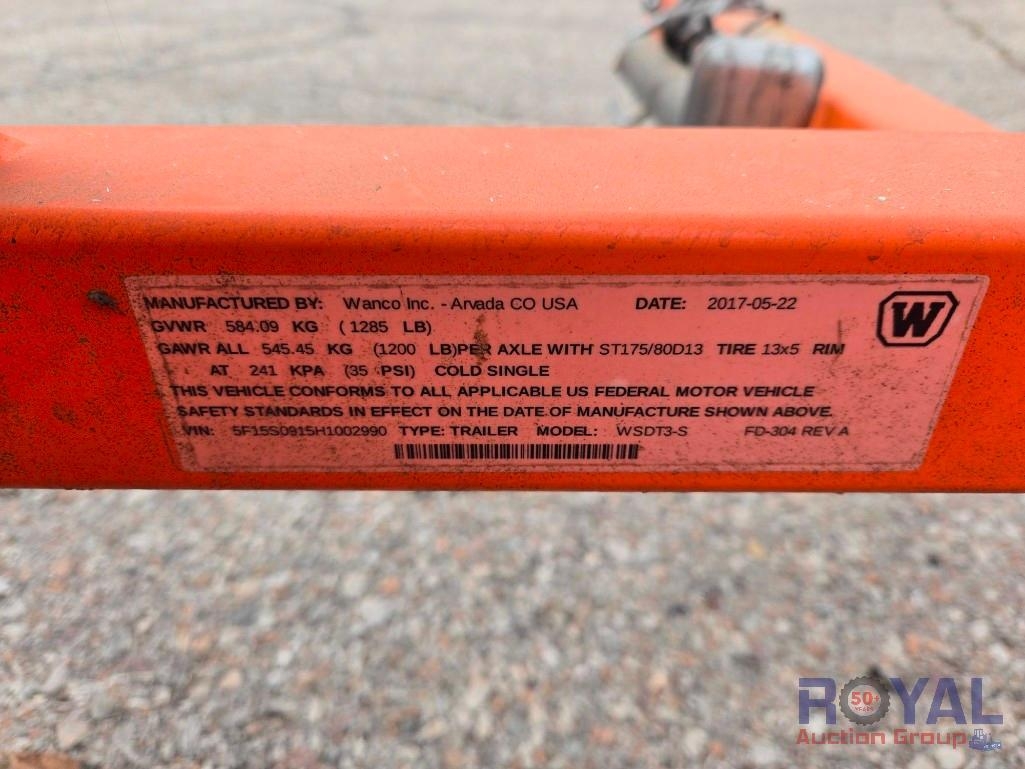 MANUFACTURED BY: Wanco Inc. - Arvada CO USA DATE: 2017-05-22
W
GVWR 584.09 KG ( 1285 LB)
GAWR ALL 545.45 KG (1200 LB)PER AXLE WITH ST175/80D13 TIRE 13x5 RIM
AT 241 KPA (35 PSI) COLD SINGLE
THIS VEHICLE CONFORMS TO ALL APPLICABLE US FEDERAL MOTOR VEHICLE
SAFETY STANDARDS IN EFFECT ON THE DATE OF MANUFACTURE SHOWN ABOVE.
VIN: 5F15S0915H1002990 TYPE: TRAILER MODEL: WSDT3-S FD-304 REV A
ROYAL
50+
YEARS
Auction Group